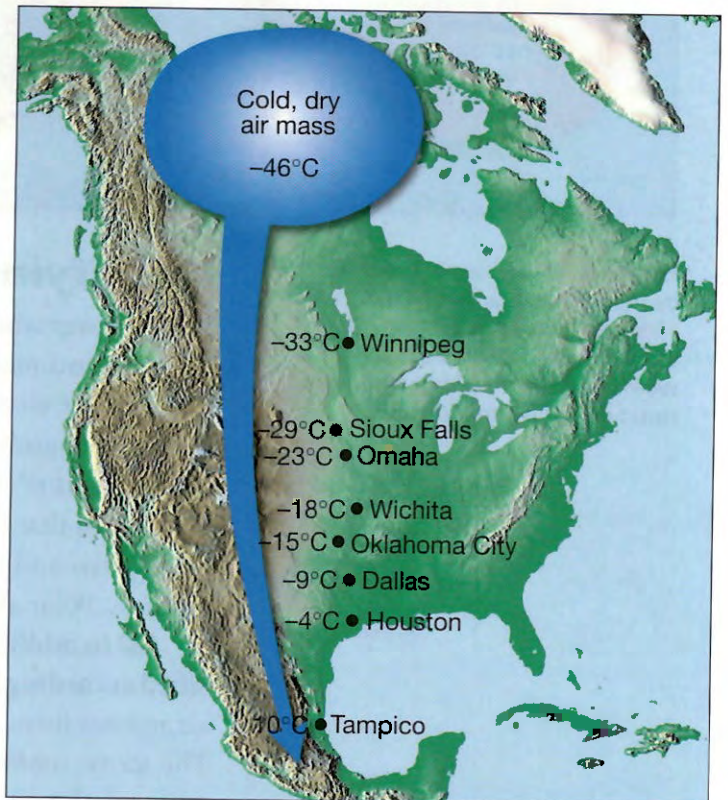 Cold, dry
air mass
–46°C
–33°C Winnipeg
–29°C Sioux Falls
–23°C Omaha
–18°C Wichita
–15°C Oklahoma City
–9°C Dallas
–4°C Houston
10°C Tampico